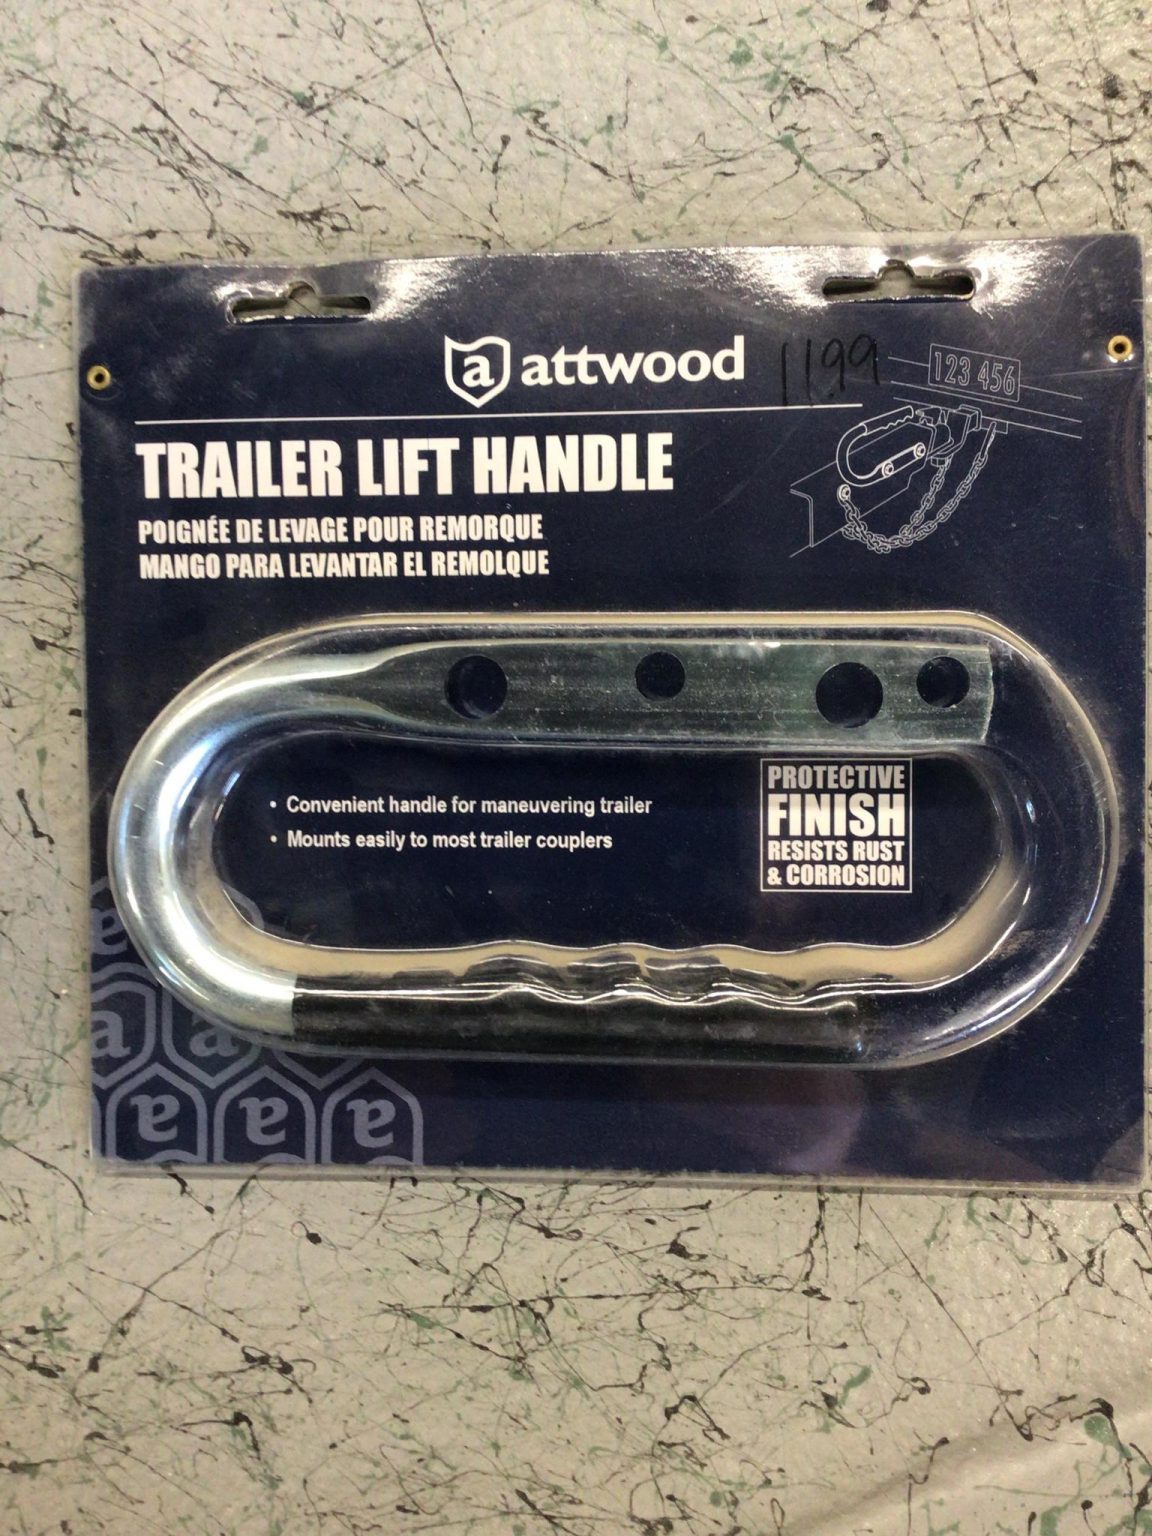 a attwood
1199
123 456
TRAILER LIFT HANDLE
POIGNÉE DE LEVAGE POUR REMORQUE
MANGO PARA LEVANTAR EL REMOLQUE
• Convenient handle for maneuvering trailer
• Mounts easily to most trailer couplers
PROTECTIVE
FINISH
RESISTS RUST
& CORROSION
a
a a
a a a